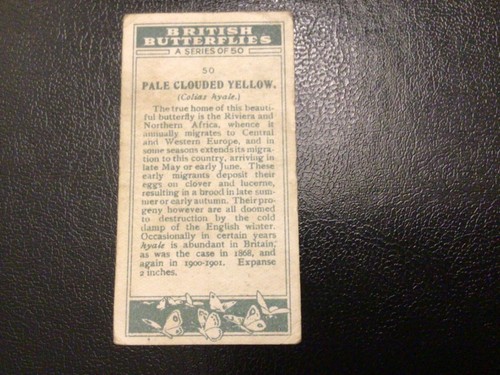 BRITISH
BUTTERFLIES
A SERIES OF 50
50
PALE CLOUDED YELLOW.
(Colias hyale.)
The true home of this beauti-
ful butterfly is the Riviera and
Northern Africa, whence is
annually migrates to Central
and Western Europe, and in
some seasons extends its migra-
tion to this country, arriving in
late May or early June. These
early migrants deposit their
eggs on clover and lucerne,
resulting in a brood in late sum-
mer or early autumn. Their pro-
geny however are all doomed
to destruction by the cold
damp of the English winter.
Occasionally in certain years
hyale is abundant in Britain,
as was the case in 1868, and
again in 1900-1901. Expanse
2 inches.